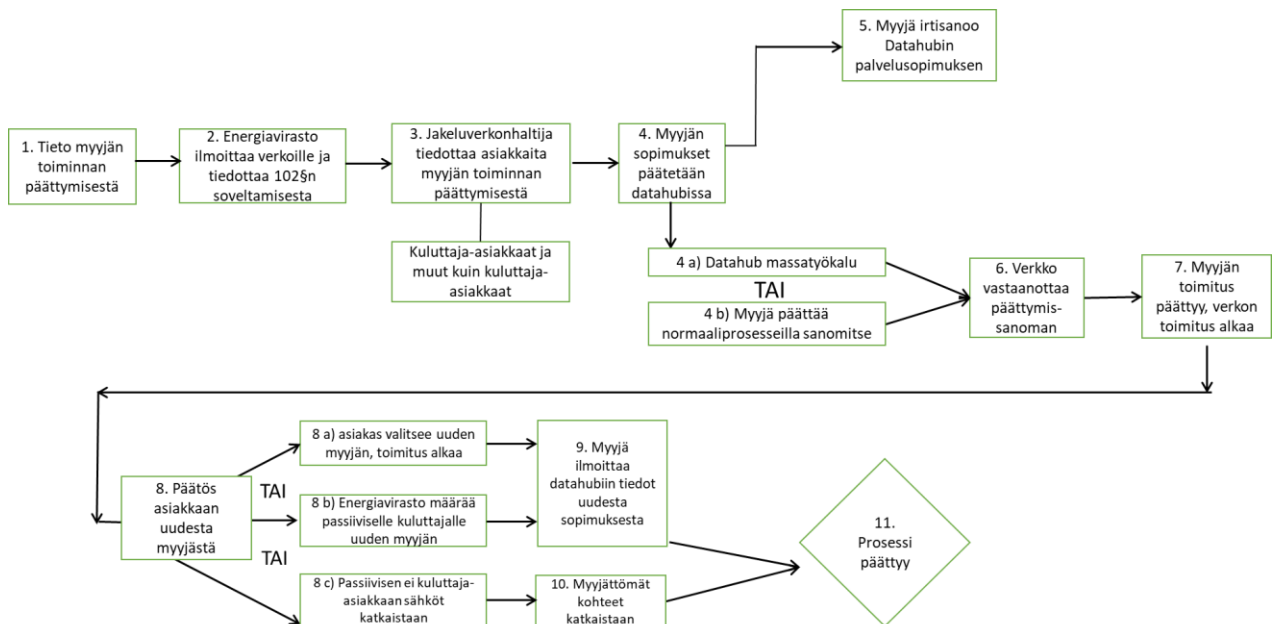 5. Myyjä irtisanoo
Datahubin
palvelusopimuksen
1. Tieto myyjän
toiminnan
päättymisestä
2. Energiavirasto
ilmoittaa verkoille ja
tiedottaa 102§n
soveltamisesta
3. Jakeluverkonhaltija
tiedottaa asiakkaita
myyjän toiminnan
päättymisestä
4. Myyjän
sopimukset
päätetään
datahubissa
Kuluttaja-asiakkaat ja
muut kuin kuluttaja-
asiakkaat
4 a) Datahub massatyökalu
TAI
4 b) Myyjä päättää
normaaliprosesseilla sanomitse
6. Verkko
vastaanottaa
päättymis-
sanoman
7. Myyjän
toimitus
päättyy, verkon
toimitus alkaa
8. Päätös
asiakkaan
uudesta
myyjästä
8 a) asiakas valitsee uuden
myyjän, toimitus alkaa
TAI
8 b) Energiavirasto määrää
passiiviselle kuluttajalle
uuden myyjän
TAI
8 c) Passiivisen ei kuluttaja-
asiakkaan sähköt
katkaistaan
9. Myyjä
ilmoittaa
datahubiin tiedot
uudesta
sopimuksesta
10. Myyjättömät
kohteet
katkaistaan
11.
Prosessi
päättyy